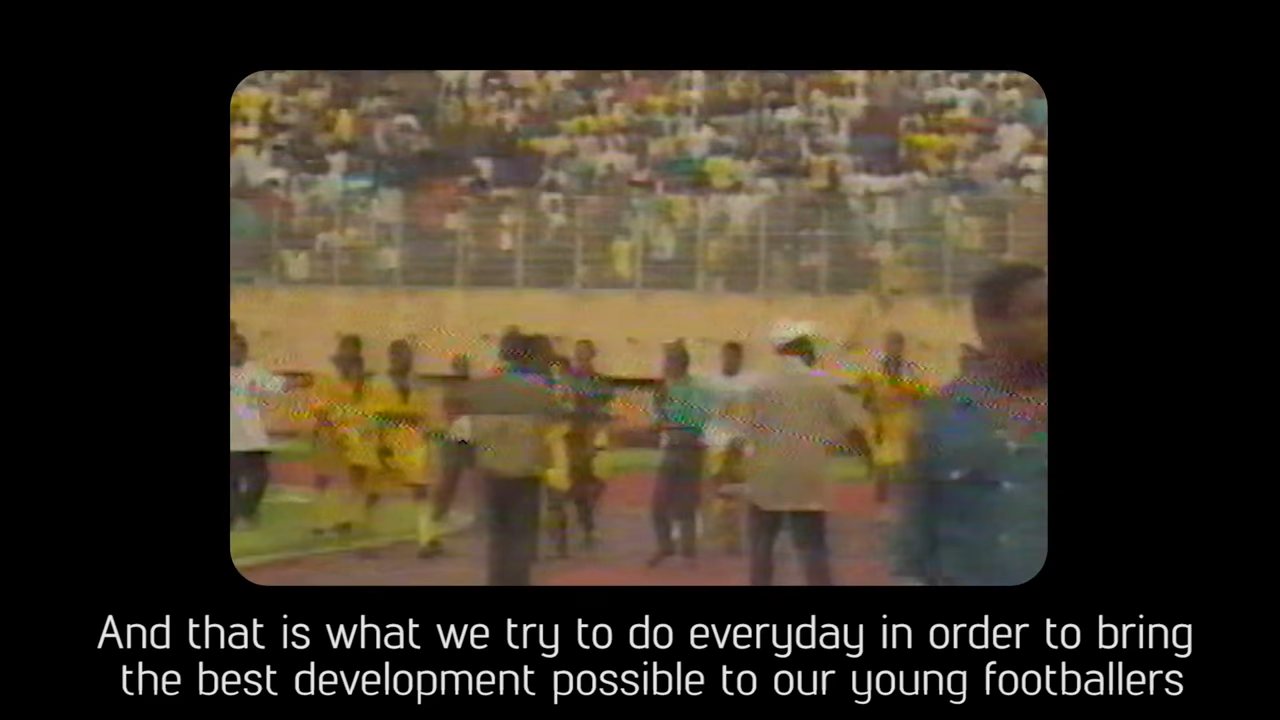 And that is what we try to do everyday in order to bring
the best development possible to our young footballers